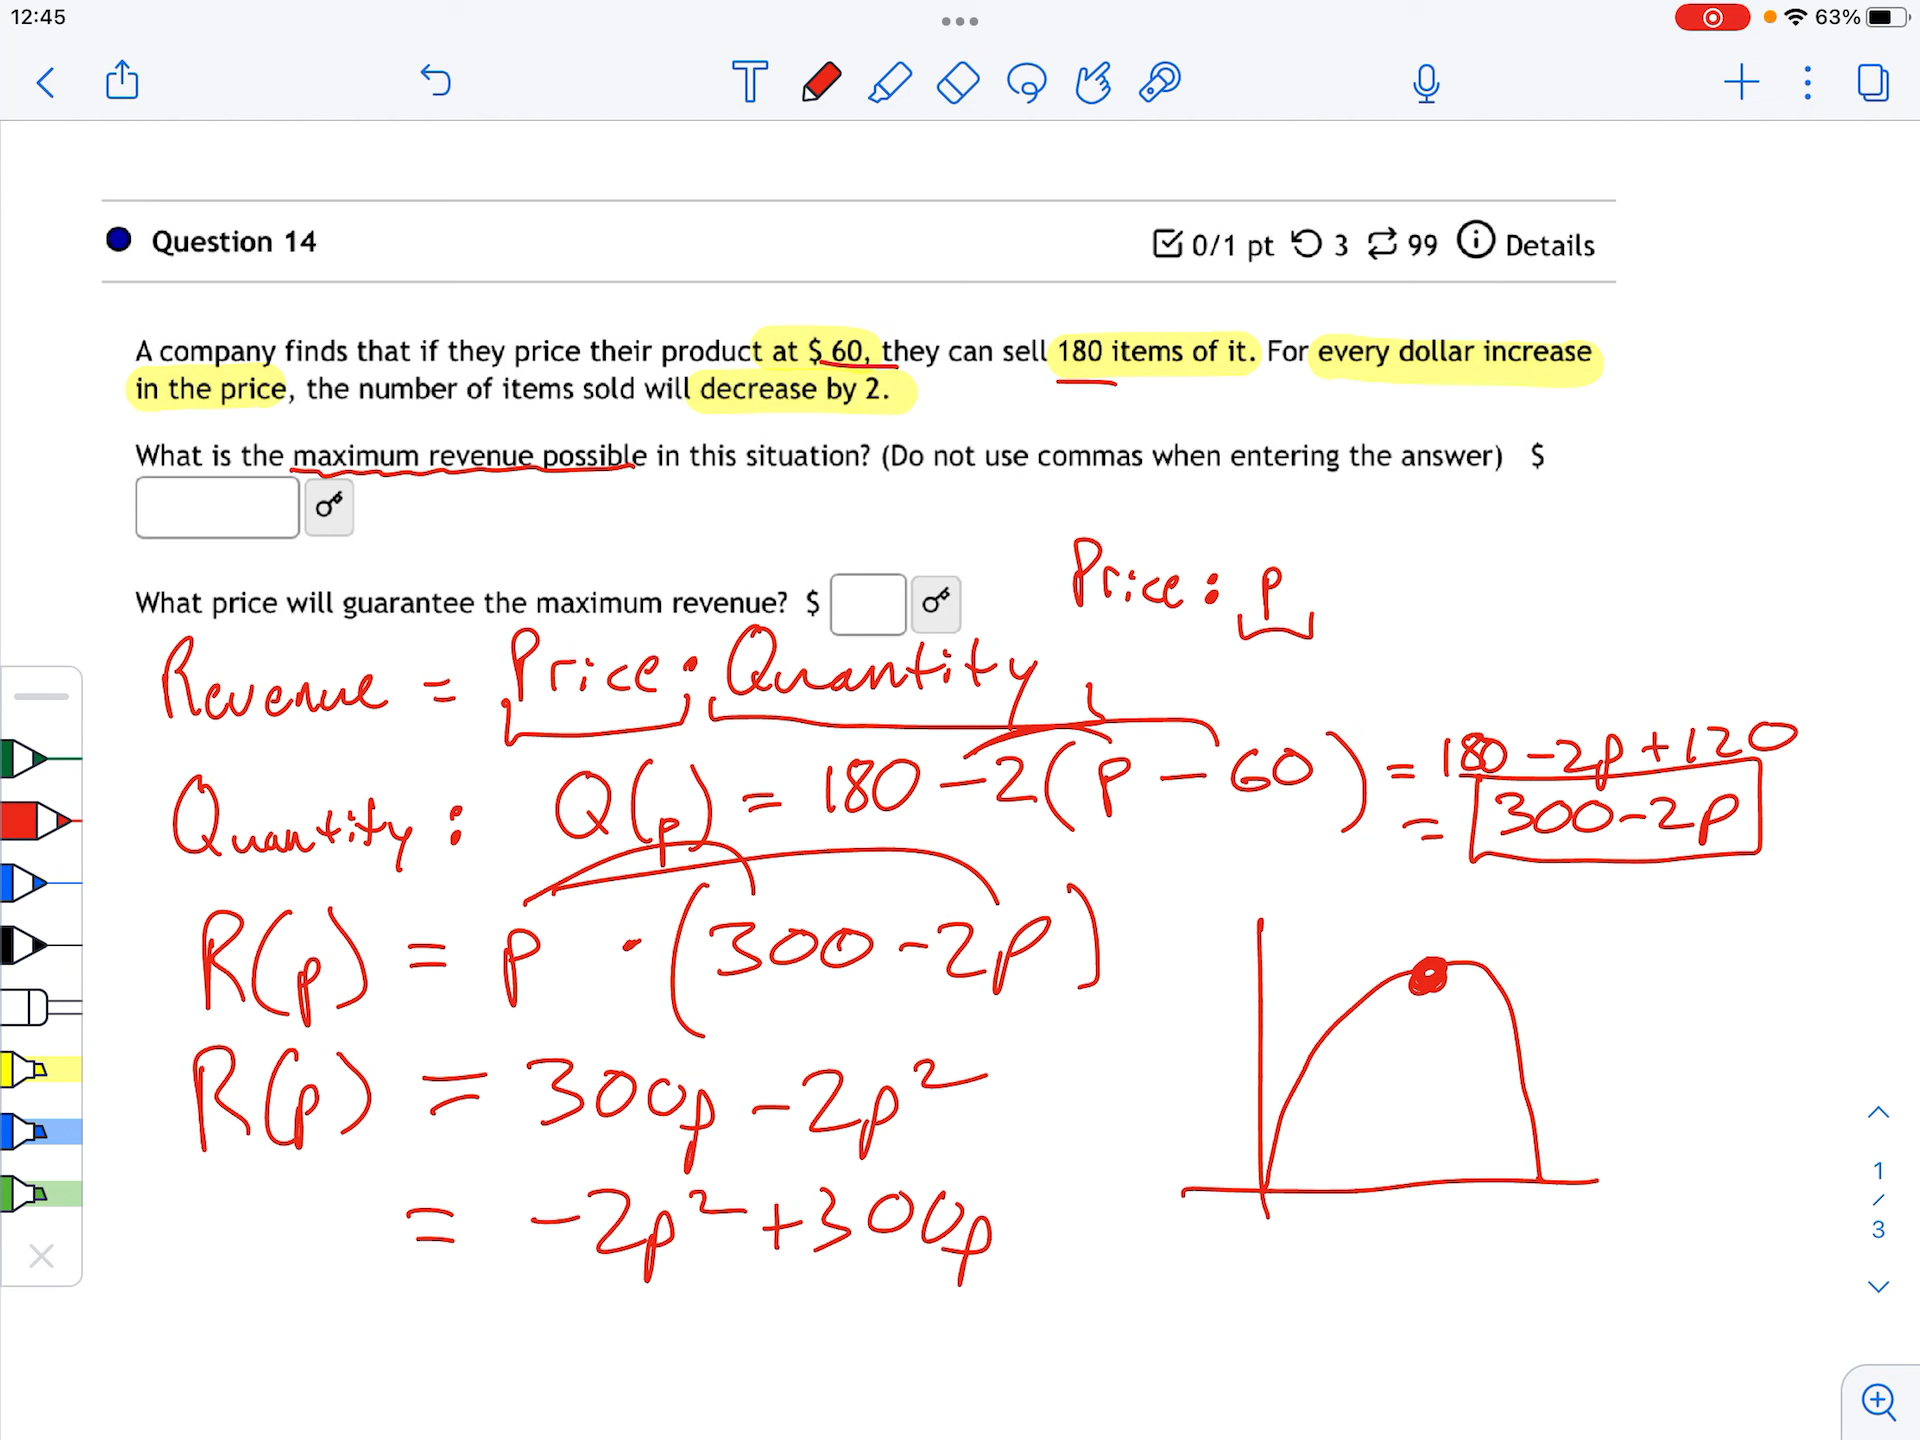 12:45
63%
T
Question 14
0/1 pt 3 99 Details
A company finds that if they price their product at $ 60, they can sell 180 items of it. For every dollar increase
in the price, the number of items sold will decrease by 2.
What is the maximum revenue possible in this situation? (Do not use commas when entering the answer) $
What price will guarantee the maximum revenue? $
Price: p
Revenue = Price · Quantity
Quantity: Q(p) = 180 - 2(p - 60) = 180 - 2p + 120
= 300 - 2p
R(p) = p · (300 - 2p)
R(p) = 300p - 2p²
= -2p² + 300p
1
/
3